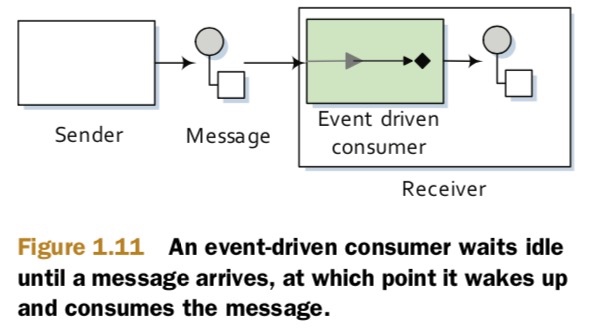 Sender
Message
Event driven
consumer
Receiver
Figure 1.11 An event-driven consumer waits idle
until a message arrives, at which point it wakes up
and consumes the message.